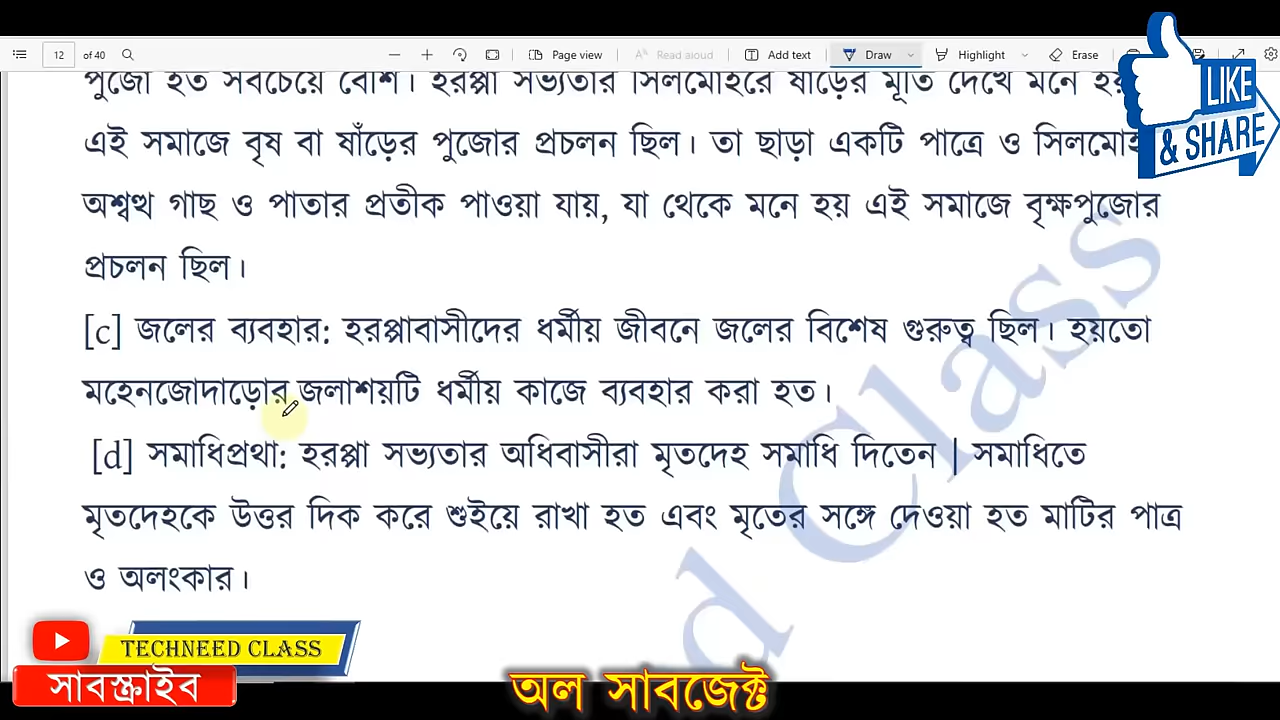 12 of 40 Page view Read aloud Add text Draw Highlight Erase
পুজো হত সবচেয়ে বেশি। হরপ্পা সভ্যতার সিলমোহরে ষাঁড়ের মূর্তি দেখে মনে হয়
এই সমাজে বৃষ বা ষাঁড়ের পুজোর প্রচলন ছিল। তা ছাড়া একটি পাত্রে ও
অশ্বত্থ গাছ ও পাতার প্রতীক পাওয়া যায়, যা থেকে মনে হয় এই সমাজে বৃক্ষপুজোর
প্রচলন ছিল।
[c] জলের ব্যবহার: হরপ্পাবাসীদের ধর্মীয় জীবনে জলের বিশেষ গুরুত্ব ছিল। হয়তো
মহেনজোদাড়োর জলাশয়টি ধর্মীয় কাজে ব্যবহার করা হত।
[d] সমাধিপ্রথা: হরপ্পা সভ্যতার অধিবাসীরা মৃতদেহ সমাধি দিতেন | সমাধিতে
মৃতদেহকে উত্তর দিক করে শুইয়ে রাখা হত এবং মৃতের সঙ্গে দেওয়া হত মাটির পাত্র
ও অলংকার।
LIKE
& SHARE
d Class
TECHNEED CLASS
সাবস্ক্রাইব
অল সাবজেক্ট